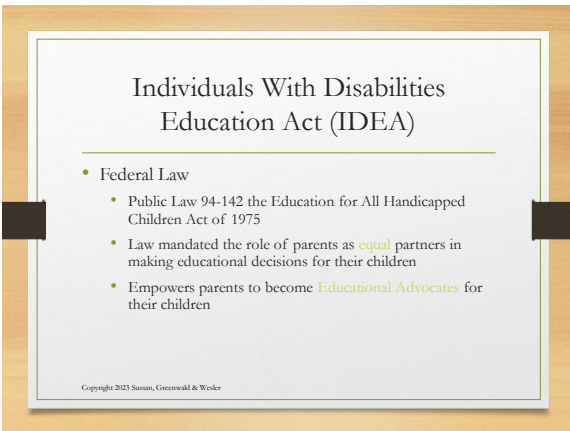 Individuals With Disabilities
Education Act (IDEA)
• Federal Law
• Public Law 94-142 the Education for All Handicapped
Children Act of 1975
• Law mandated the role of parents as equal partners in
making educational decisions for their children
• Empowers parents to become Educational Advocates for
their children
Copyright 2023 Sussan, Greenwald & Wesler